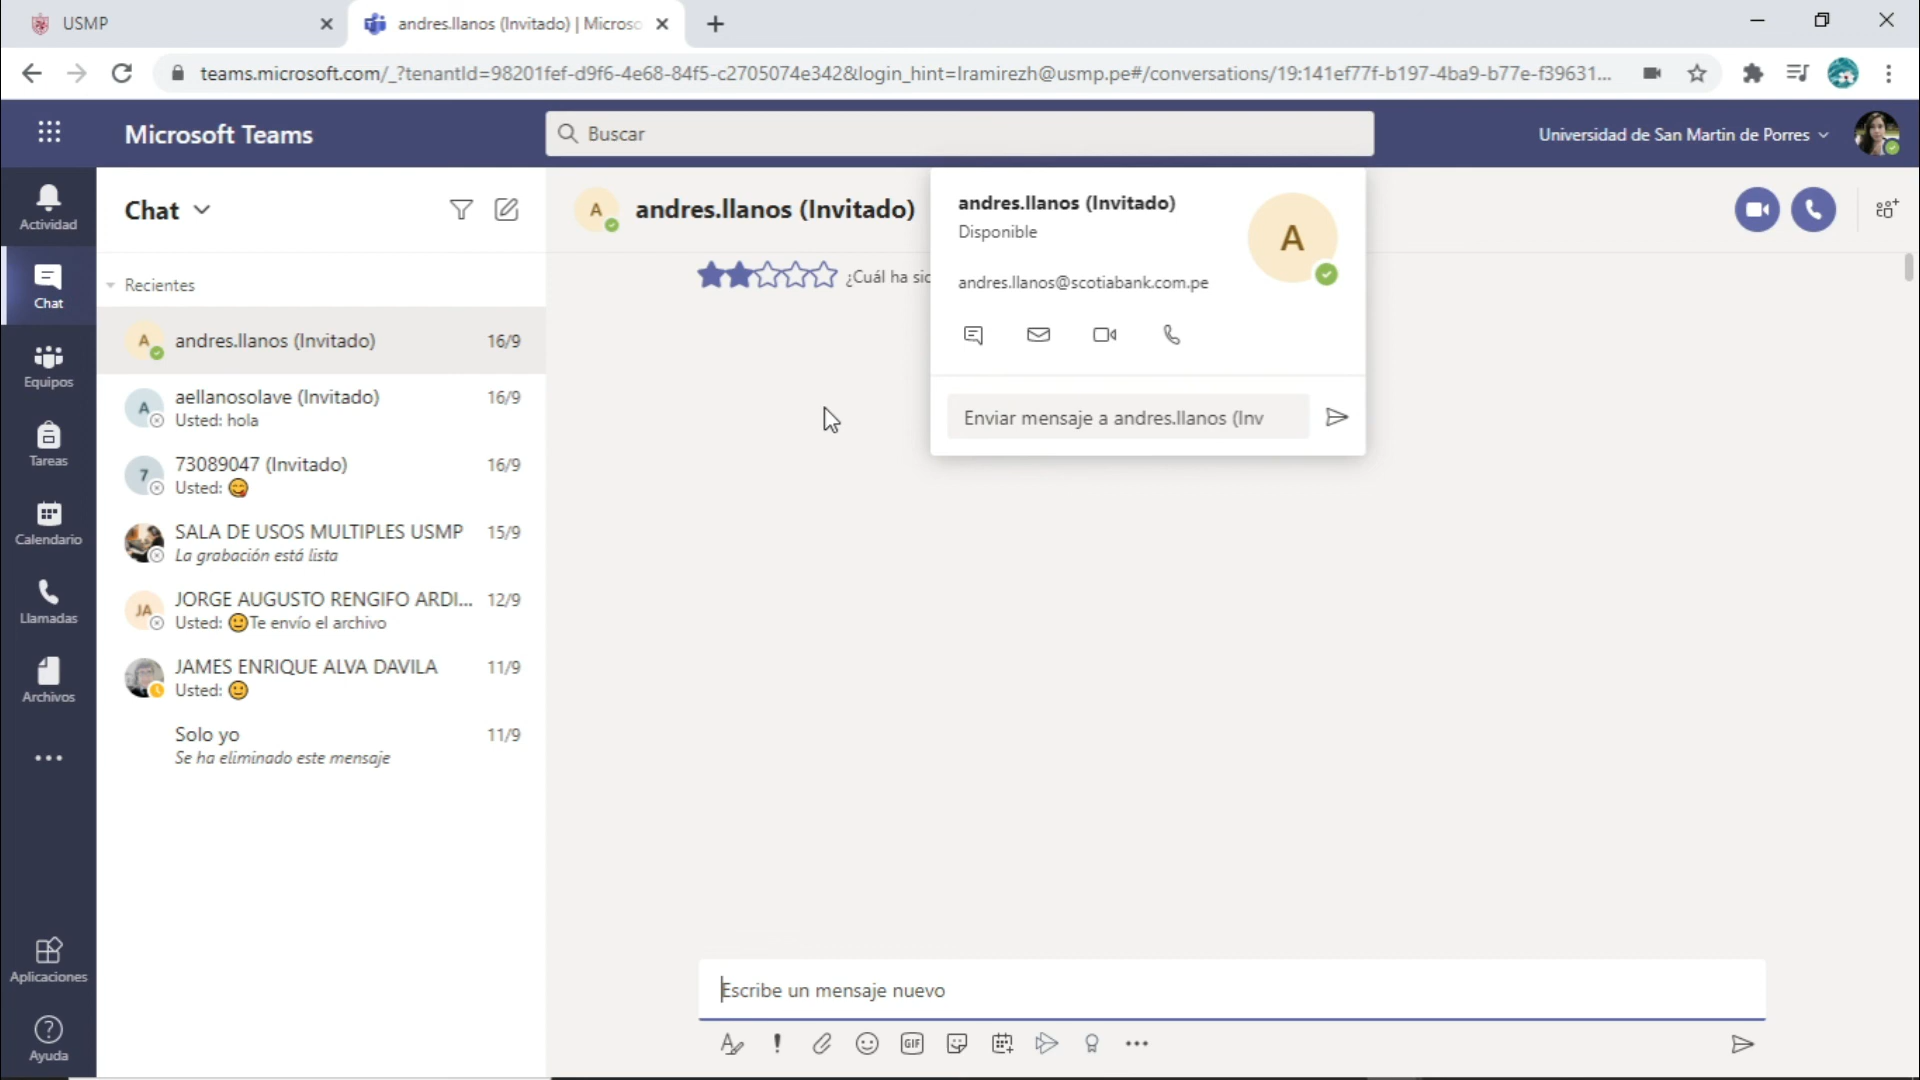 USMP
andres.llanos (Invitado) | Microso
teams.microsoft.com/_?tenantId=98201fef-d9f6-4e68-84f5-c2705074e342&login_hint=lramirezh@usmp.pe#/conversations/19:141ef77f-b197-4ba9-b77e-f39631...
Microsoft Teams
Buscar
Universidad de San Martin de Porres
Actividad
Chat
Equipos
Tareas
Calendario
Llamadas
Archivos
Aplicaciones
Ayuda
Chat
Recientes
A
andres.llanos (Invitado) 16/9
A
aellanosolave (Invitado) 16/9
Usted: hola
7
73089047 (Invitado) 16/9
Usted: 😋
SALA DE USOS MULTIPLES USMP 15/9
La grabación está lista
JA
JORGE AUGUSTO RENGIFO ARDI... 12/9
Usted: 🙂Te envío el archivo
JAMES ENRIQUE ALVA DAVILA 11/9
Usted: 🙂
Solo yo 11/9
Se ha eliminado este mensaje
A
andres.llanos (Invitado)
¿Cuál ha sid
andres.llanos (Invitado)
Disponible
A
andres.llanos@scotiabank.com.pe
Enviar mensaje a andres.llanos (Inv
Escribe un mensaje nuevo
GIF